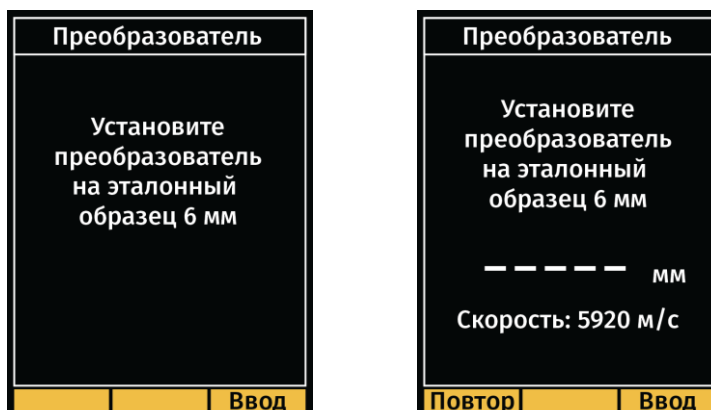 Преобразователь
Установите
преобразователь
на эталонный
образец 6 мм
Ввод
Преобразователь
Установите
преобразователь
на эталонный
образец 6 мм
– – – – – мм
Скорость: 5920 м/с
Повтор Ввод